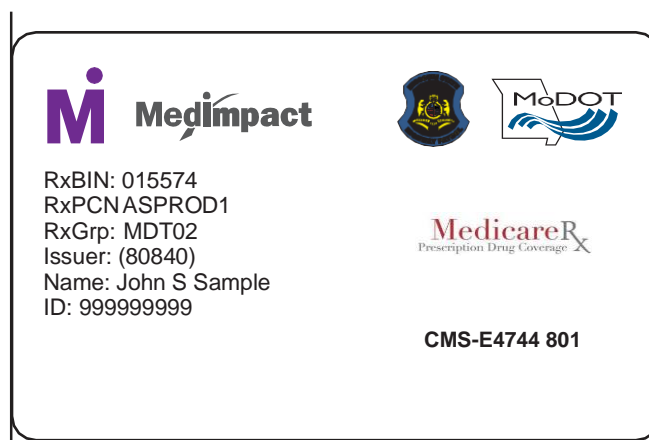 MedImpact
MoDOT
RxBIN: 015574
RxPCN ASPROD1
RxGrp: MDT02
Issuer: (80840)
Name: John S Sample
ID: 999999999
MedicareRx
Prescription Drug Coverage
CMS-E4744 801